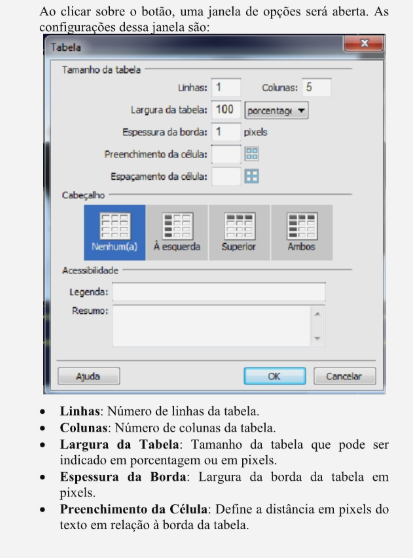 Ao clicar sobre o botão, uma janela de opções será aberta. As
configurações dessa janela são:
Tabela
Tamanho da tabela
Linhas: 1 Colunas: 5
Largura da tabela: 100 porcentage
Espessura da borda: 1 pixels
Preenchimento da célula:
Espaçamento da célula:
Cabeçalho
Nenhum(a) À esquerda Superior Ambos
Acessibilidade
Legenda:
Resumo:
Ajuda OK Cancelar
• Linhas: Número de linhas da tabela.
• Colunas: Número de colunas da tabela.
• Largura da Tabela: Tamanho da tabela que pode ser
indicado em porcentagem ou em pixels.
• Espessura da Borda: Largura da borda da tabela em
pixels.
• Preenchimento da Célula: Define a distância em pixels do
texto em relação à borda da tabela.